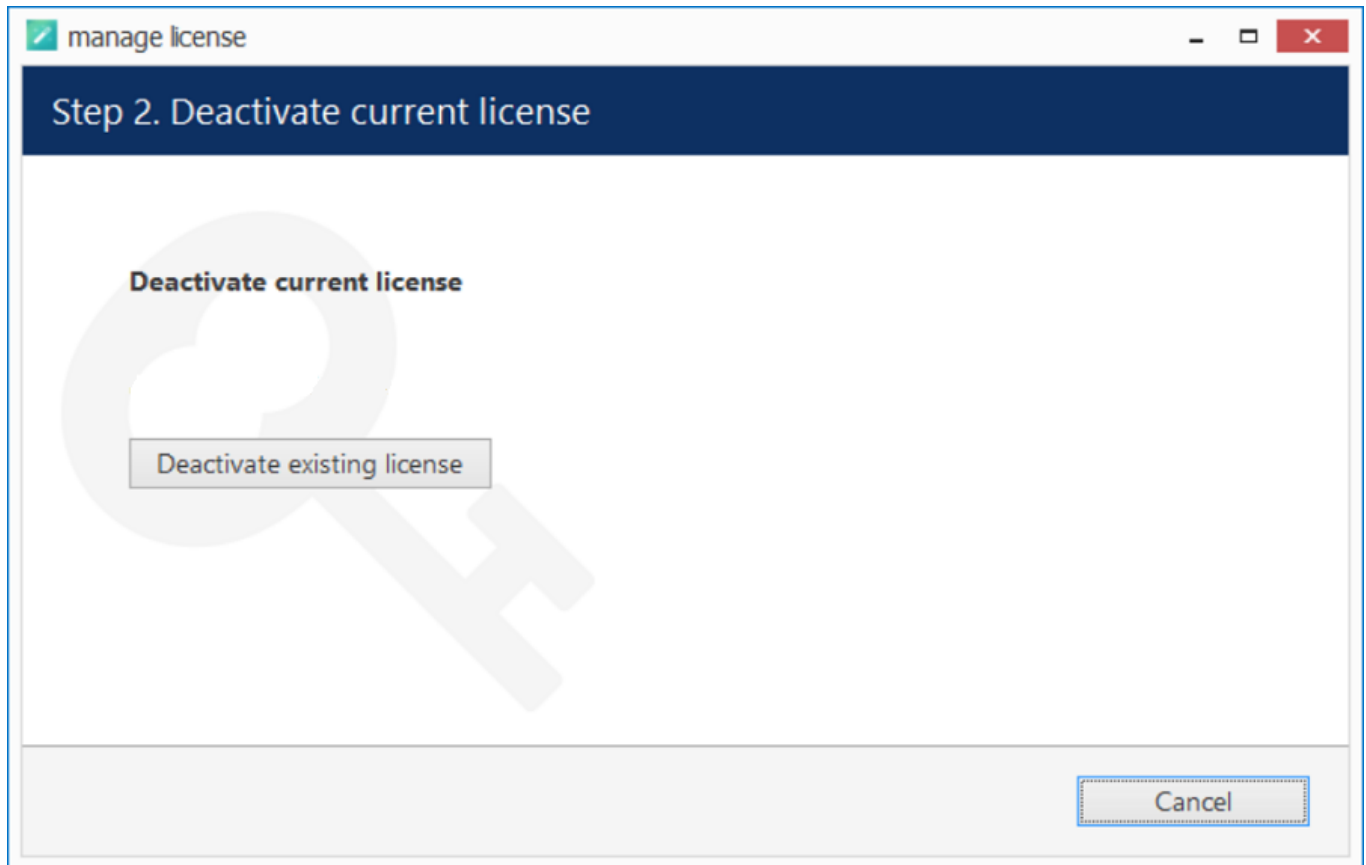 manage license
Step 2. Deactivate current license
Deactivate current license
Deactivate existing license
Cancel